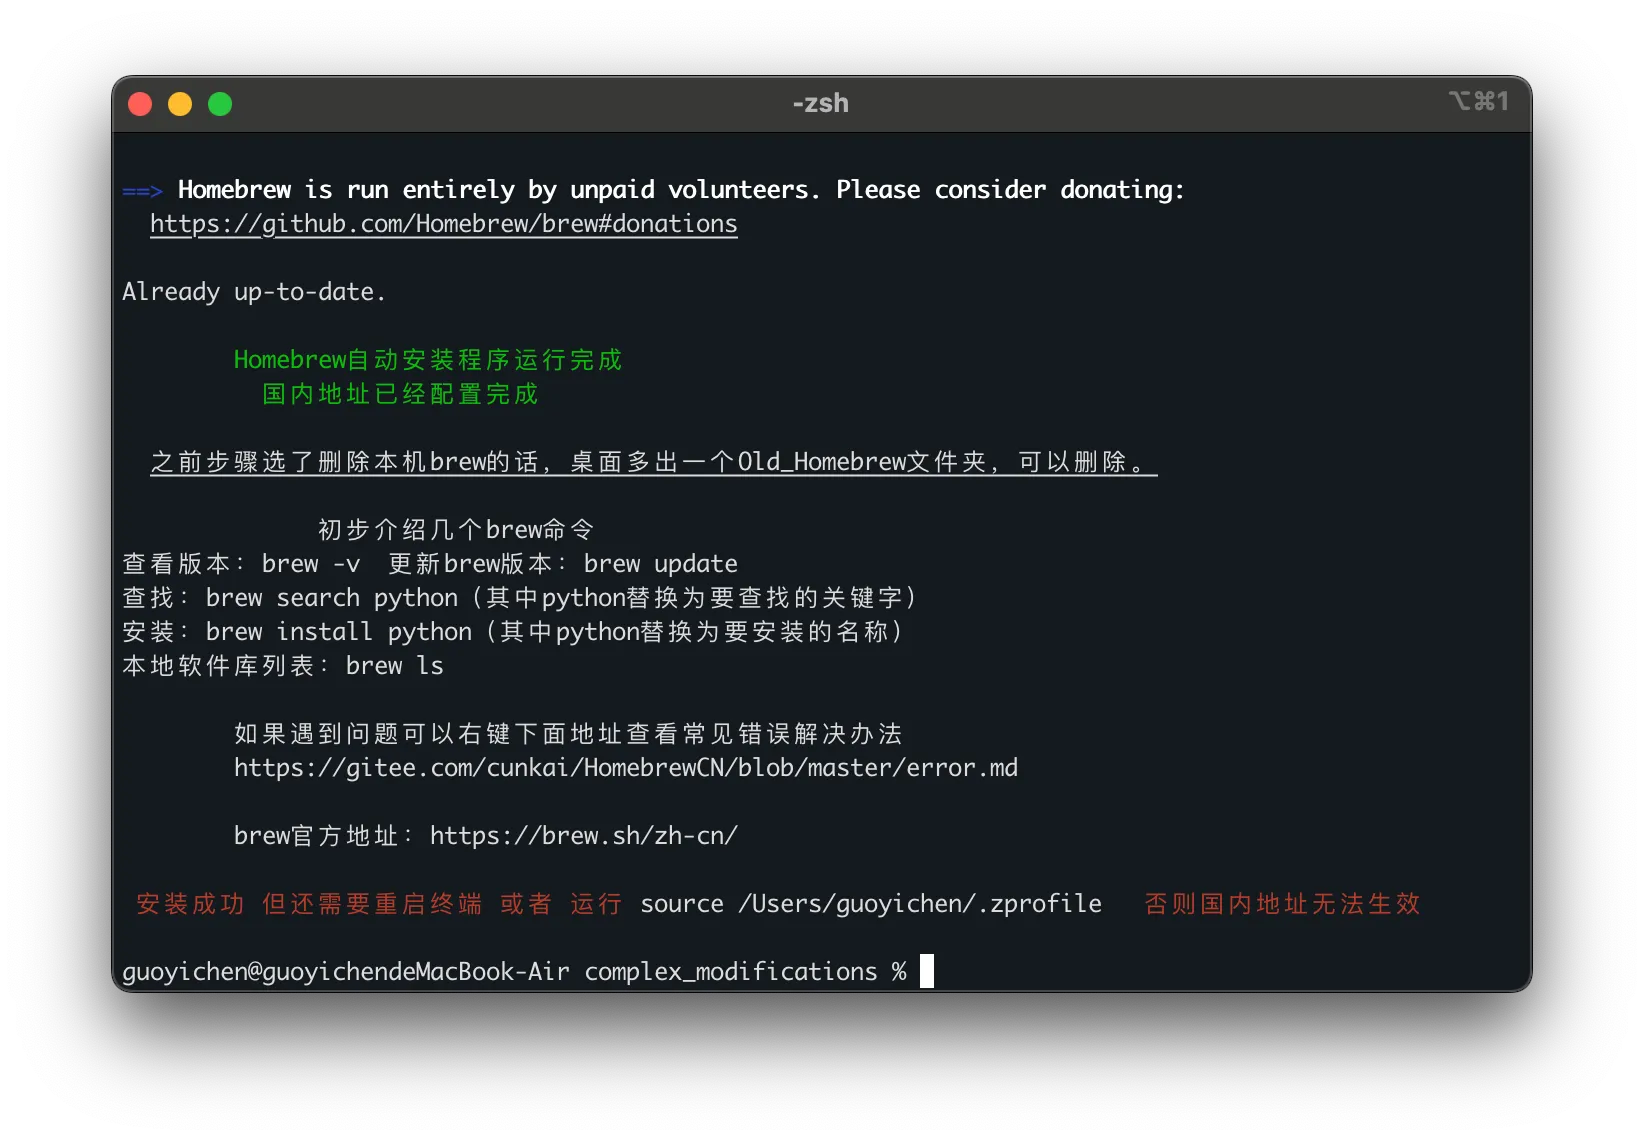 -zsh
⌥⌘1
==> Homebrew is run entirely by unpaid volunteers. Please consider donating:
https://github.com/Homebrew/brew#donations
Already up-to-date.
Homebrew自动安装程序运行完成
国内地址已经配置完成
之前步骤选了删除本机brew的话，桌面多出一个Old_Homebrew文件夹，可以删除。
初步介绍几个brew命令
查看版本：brew -v  更新brew版本：brew update
查找：brew search python（其中python替换为要查找的关键字）
安装：brew install python（其中python替换为要安装的名称）
本地软件库列表：brew ls
如果遇到问题可以右键下面地址查看常见错误解决办法
https://gitee.com/cunkai/HomebrewCN/blob/master/error.md
brew官方地址：https://brew.sh/zh-cn/
安装成功 但还需要重启终端 或者 运行 source /Users/guoyichen/.zprofile   否则国内地址无法生效
guoyichen@guoyichendeMacBook-Air complex_modifications %